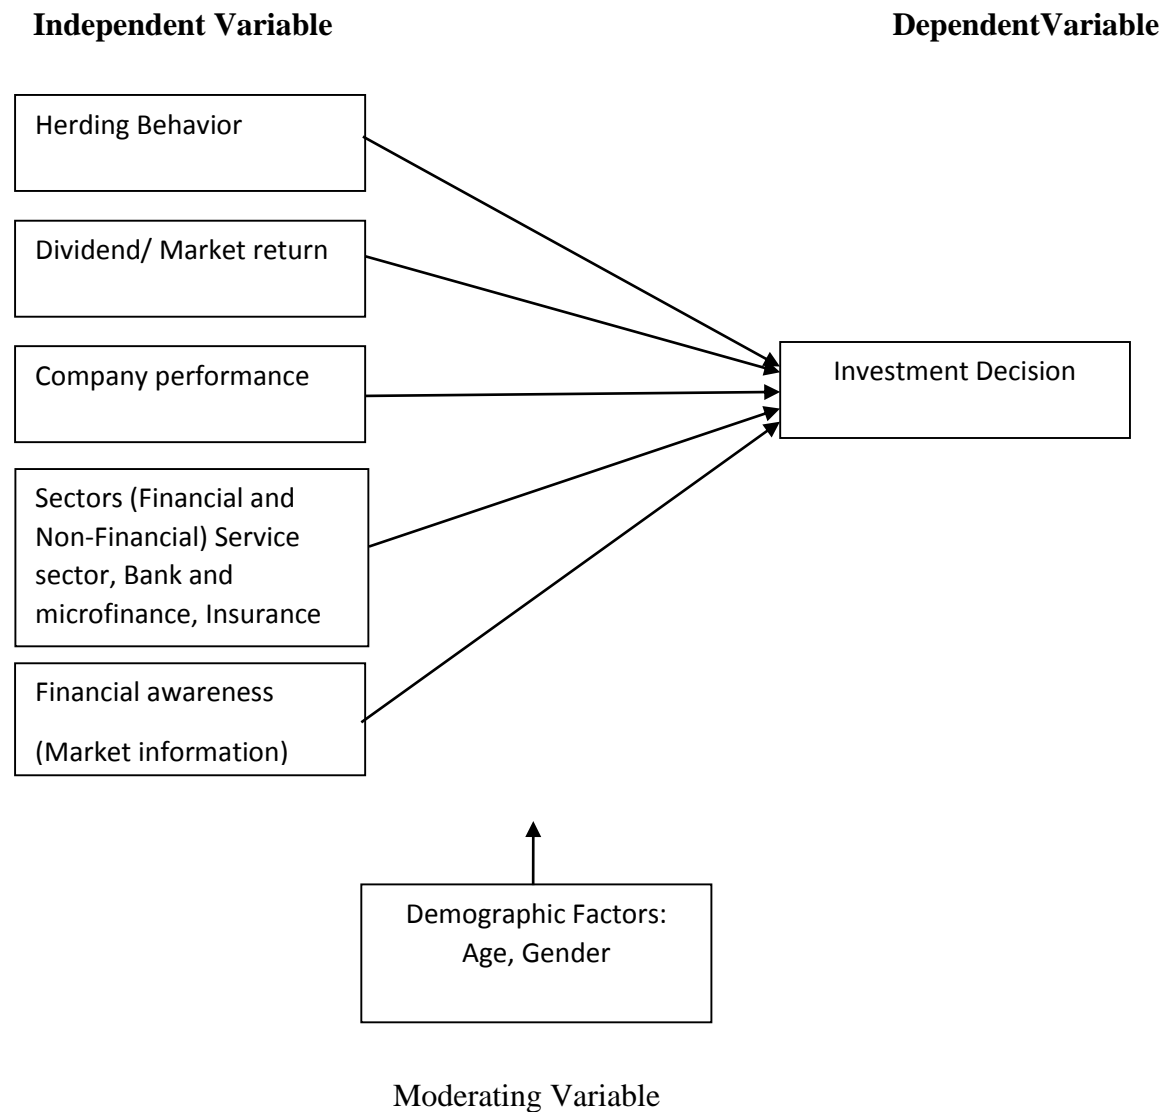 Independent Variable
DependentVariable
Herding Behavior
Dividend/ Market return
Company performance
Investment Decision
Sectors (Financial and
Non-Financial) Service
sector, Bank and
microfinance, Insurance
Financial awareness
(Market information)
Demographic Factors:
Age, Gender
Moderating Variable